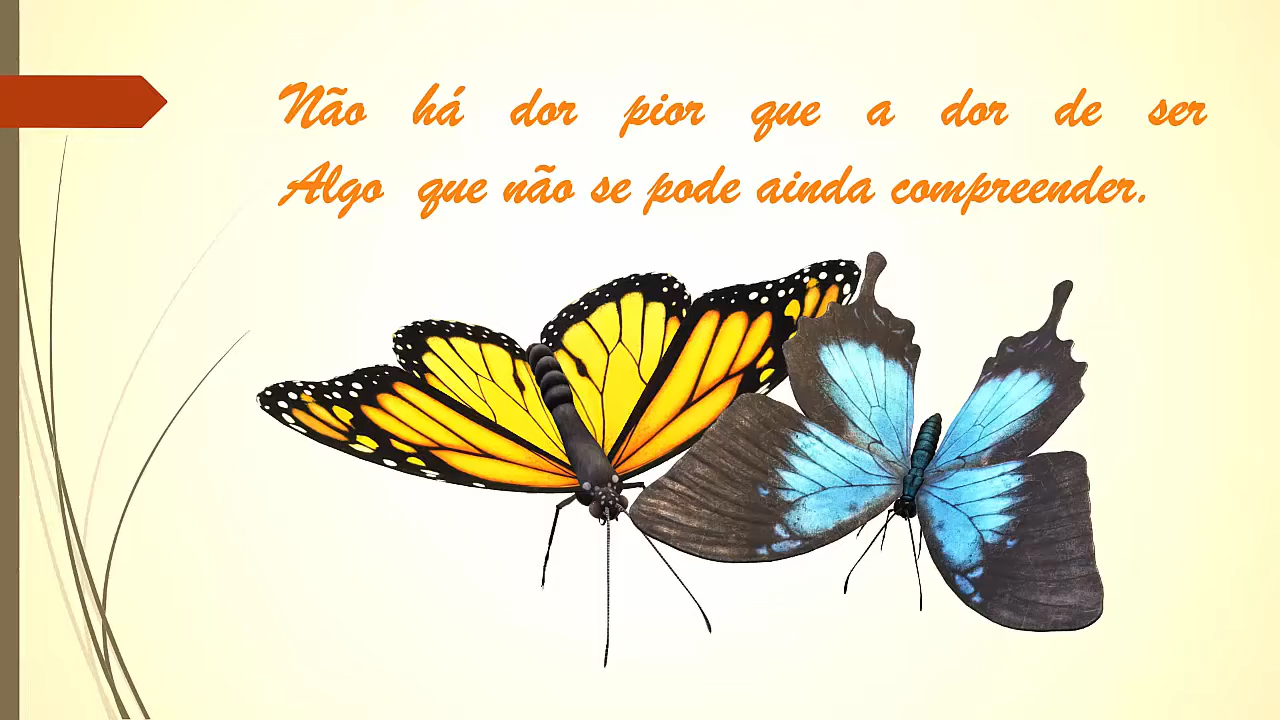 Não há dor pior que a dor de ser
Algo que não se pode ainda compreender.